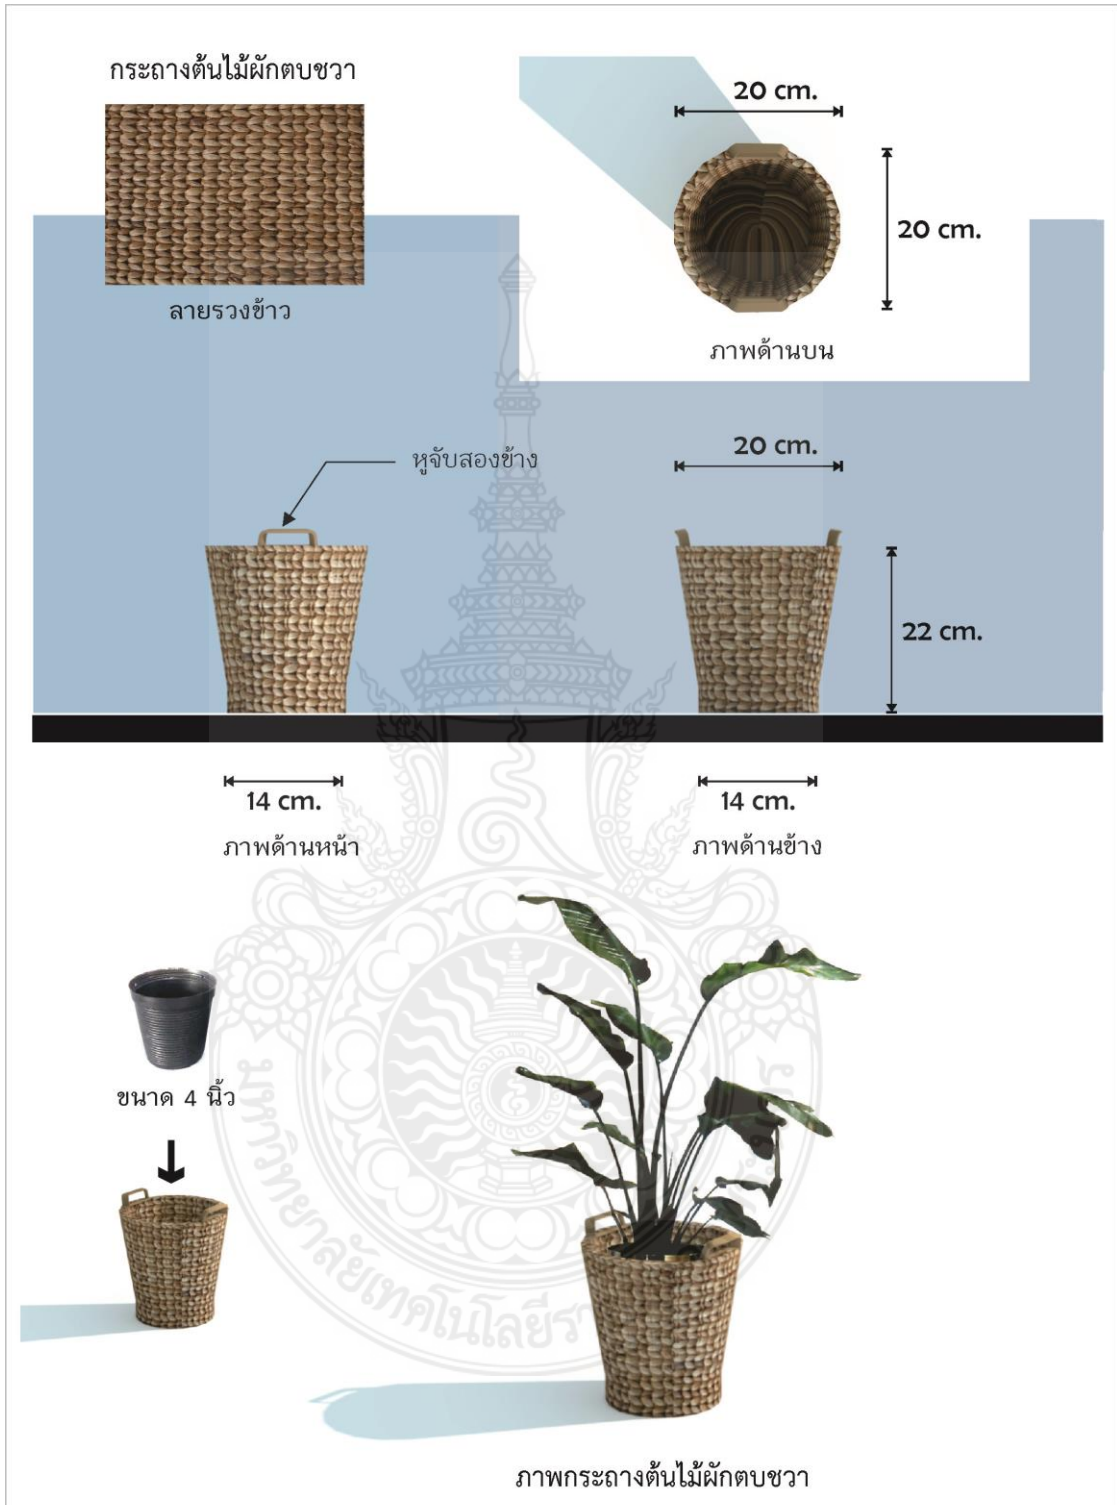 กระถางต้นไม้ผักตบชวา
ลายรวงข้าว
20 cm.
20 cm.
ภาพด้านบน
หูจับสองข้าง
20 cm.
22 cm.
14 cm.
ภาพด้านหน้า
14 cm.
ภาพด้านข้าง
ขนาด 4 นิ้ว
ภาพกระถางต้นไม้ผักตบชวา